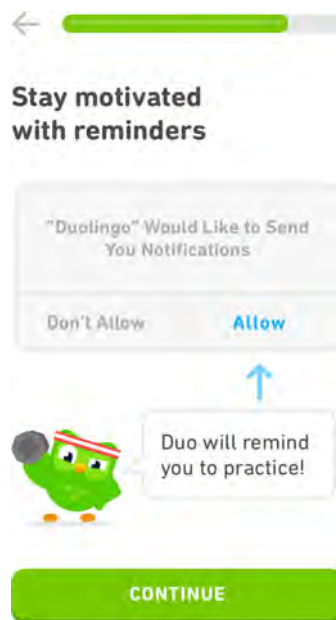 Stay motivated
with reminders
"Duolingo" Would Like to Send
You Notifications
Don't Allow
Allow
Duo will remind
you to practice!
CONTINUE